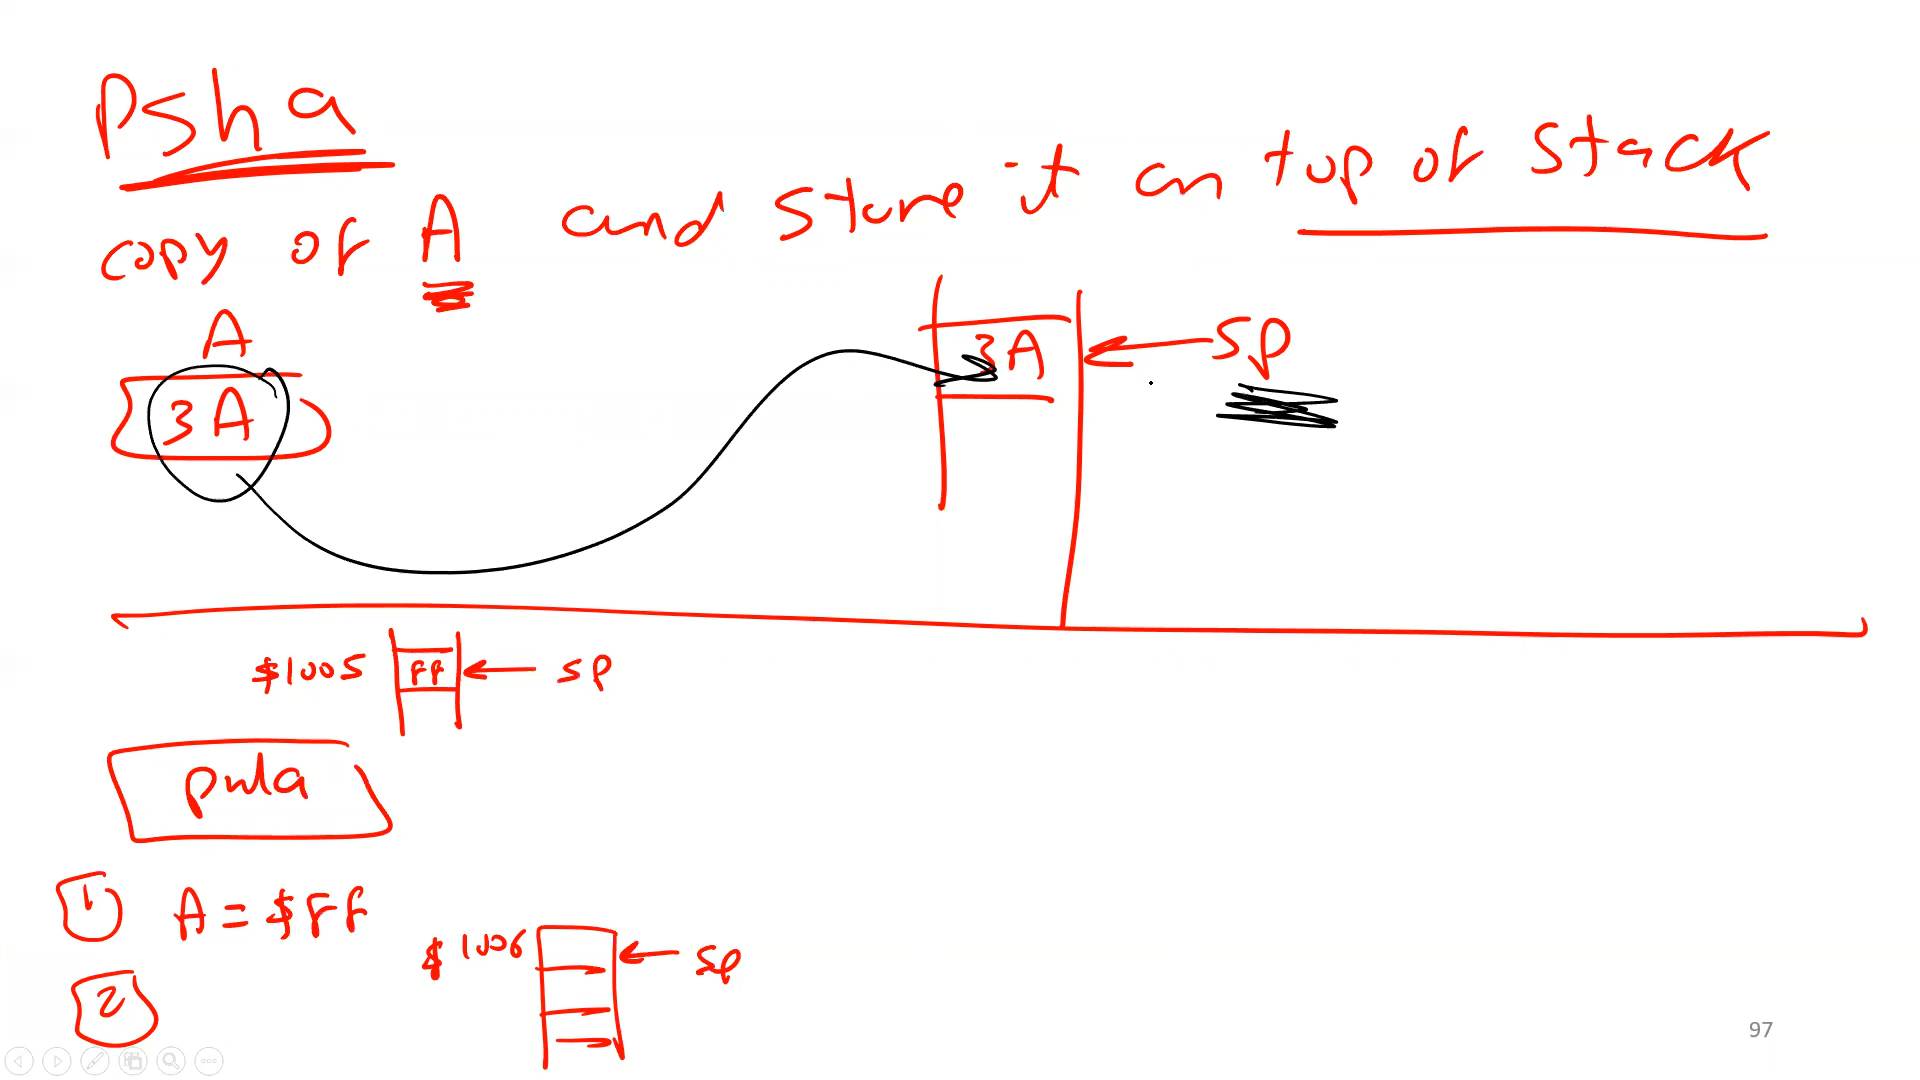 Psha
copy of A and store it on top of stack
A
3A
3A
SP
$1005 FF SP
pula
1 A = $FF
$1006 SP
2
97